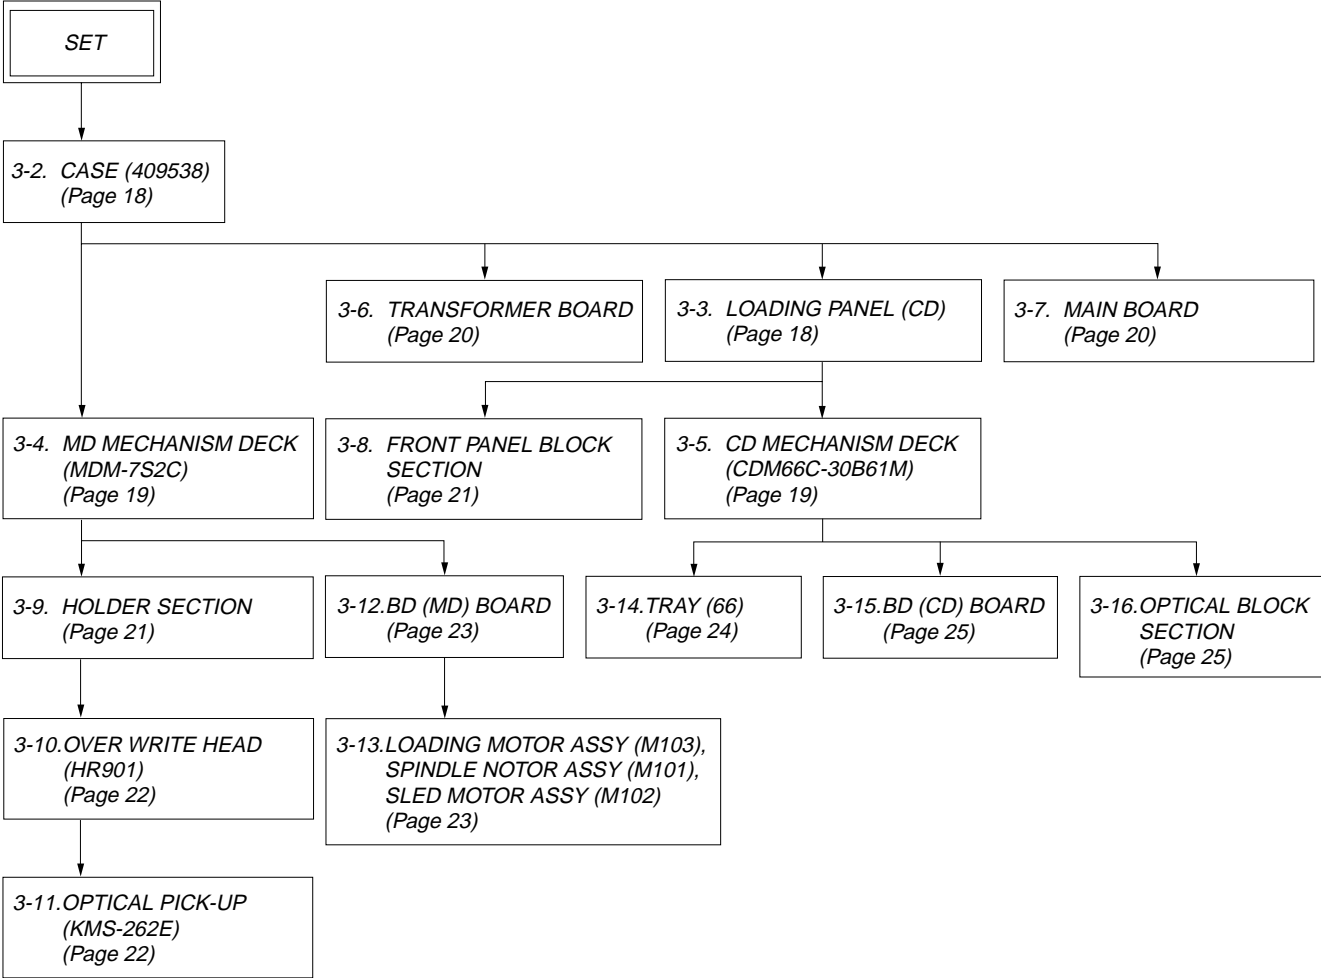 SET
3-2. CASE (409538)
(Page 18)
3-6. TRANSFORMER BOARD
(Page 20)
3-3. LOADING PANEL (CD)
(Page 18)
3-7. MAIN BOARD
(Page 20)
3-4. MD MECHANISM DECK
(MDM-7S2C)
(Page 19)
3-8. FRONT PANEL BLOCK
SECTION
(Page 21)
3-5. CD MECHANISM DECK
(CDM66C-30B61M)
(Page 19)
3-9. HOLDER SECTION
(Page 21)
3-12.BD (MD) BOARD
(Page 23)
3-14.TRAY (66)
(Page 24)
3-15.BD (CD) BOARD
(Page 25)
3-16.OPTICAL BLOCK
SECTION
(Page 25)
3-10.OVER WRITE HEAD
(HR901)
(Page 22)
3-13.LOADING MOTOR ASSY (M103),
SPINDLE NOTOR ASSY (M101),
SLED MOTOR ASSY (M102)
(Page 23)
3-11.OPTICAL PICK-UP
(KMS-262E)
(Page 22)